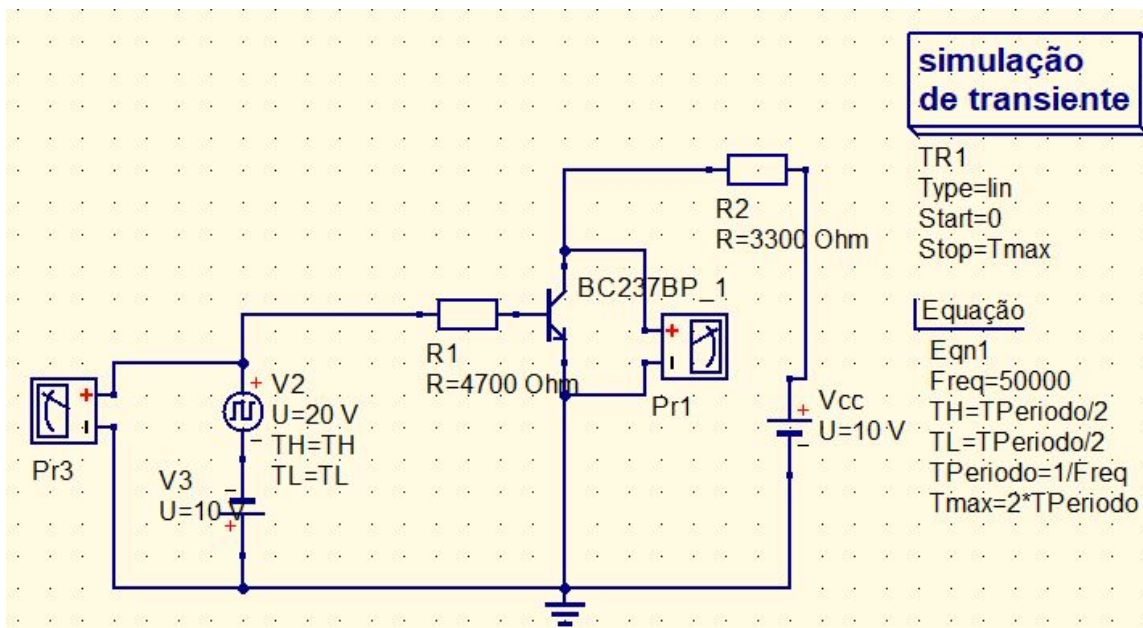 simulação
de transiente
TR1
Type=lin
Start=0
Stop=Tmax
R2
R=3300 Ohm
BC237BP_1
R1
R=4700 Ohm
+
Pr1
Equação
Eqn1
Freq=50000
TH=TPeriodo/2
TL=TPeriodo/2
TPeriodo=1/Freq
Tmax=2*TPeriodo
+
Vcc
U=10 V
+
Pr3
+
V2
U=20 V
TH=TH
TL=TL
V3
U=10 V
+